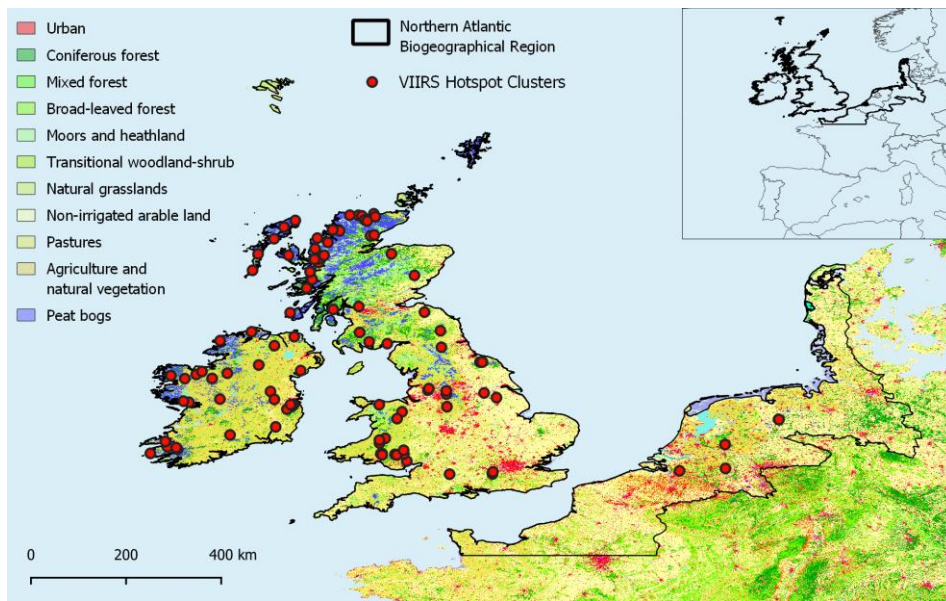 Urban
Coniferous forest
Mixed forest
Broad-leaved forest
Moors and heathland
Transitional woodland-shrub
Natural grasslands
Non-irrigated arable land
Pastures
Agriculture and
natural vegetation
Peat bogs
Northern Atlantic
Biogeographical Region
VIIRS Hotspot Clusters
0 200 400 km